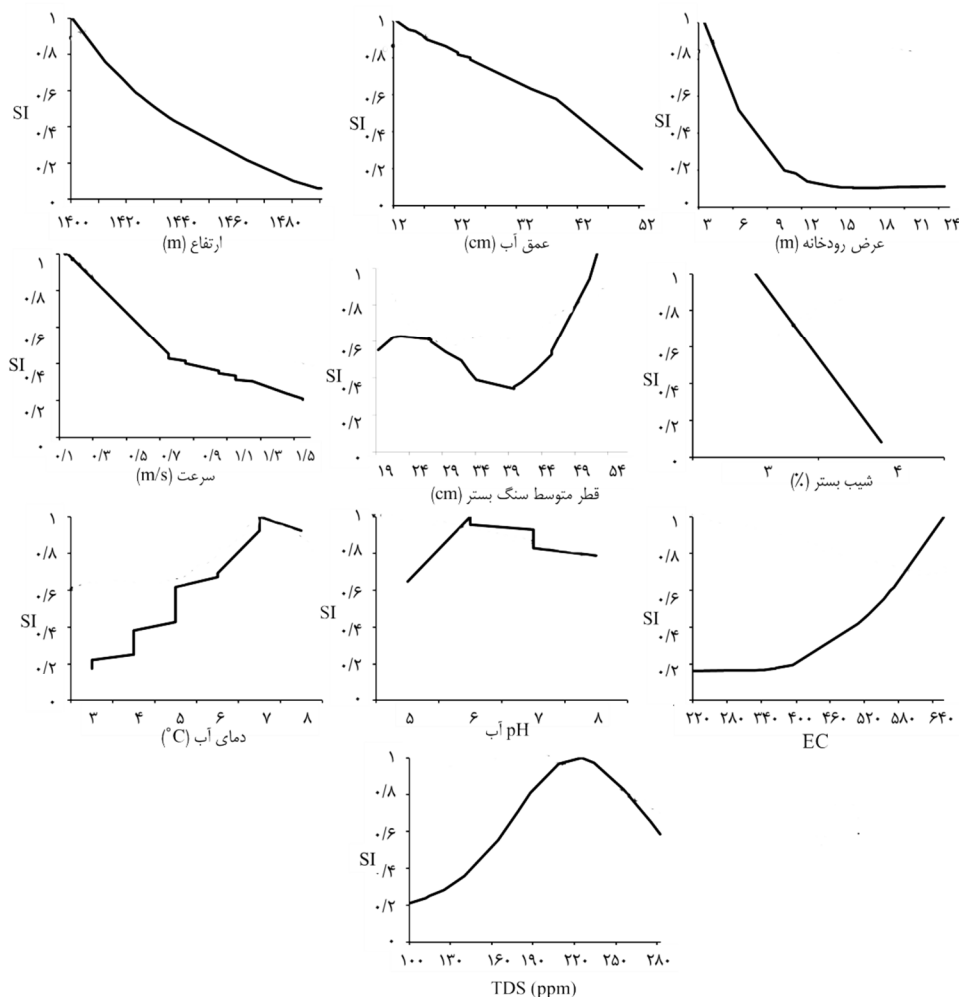 ۱
۰/۸
۰/۶
SI
۰/۴
۰/۲
۰
۱۴۰۰ ۱۴۲۰ ۱۴۴۰ ۱۴۶۰ ۱۴۸۰
ارتفاع (m)
۱
۰/۸
۰/۶
SI
۰/۴
۰/۲
۰
۱۲ ۲۲ ۳۲ ۴۲ ۵۲
عمق آب (cm)
۱
۰/۸
۰/۶
SI
۰/۴
۰/۲
۰
۳ ۶ ۹ ۱۲ ۱۵ ۱۸ ۲۱ ۲۴
عرض رودخانه (m)
۱
۰/۸
۰/۶
SI
۰/۴
۰/۲
۰
۰/۱ ۰/۳ ۰/۵ ۰/۷ ۰/۹ ۱/۱ ۱/۳ ۱/۵
سرعت (m/s)
۱
۰/۸
۰/۶
SI
۰/۴
۰/۲
۰
۱۹ ۲۴ ۲۹ ۳۴ ۳۹ ۴۴ ۴۹ ۵۴
قطر متوسط سنگ بستر (cm)
۱
۰/۸
۰/۶
SI
۰/۴
۰/۲
۰
۳ ۴
شیب بستر (٪)
۱
۰/۸
۰/۶
SI
۰/۴
۰/۲
۰
۳ ۴ ۵ ۶ ۷ ۸
دمای آب (°C)
۱
۰/۸
۰/۶
SI
۰/۴
۰/۲
۰
۵ ۶ ۷ ۸
pH آب
۱
۰/۸
۰/۶
SI
۰/۴
۰/۲
۰
۲۲۰ ۲۸۰ ۳۴۰ ۴۰۰ ۴۶۰ ۵۲۰ ۵۸۰ ۶۴۰
EC
۱
۰/۸
۰/۶
SI
۰/۴
۰/۲
۰
۱۰۰ ۱۳۰ ۱۶۰ ۱۹۰ ۲۲۰ ۲۵۰ ۲۸۰
TDS (ppm)